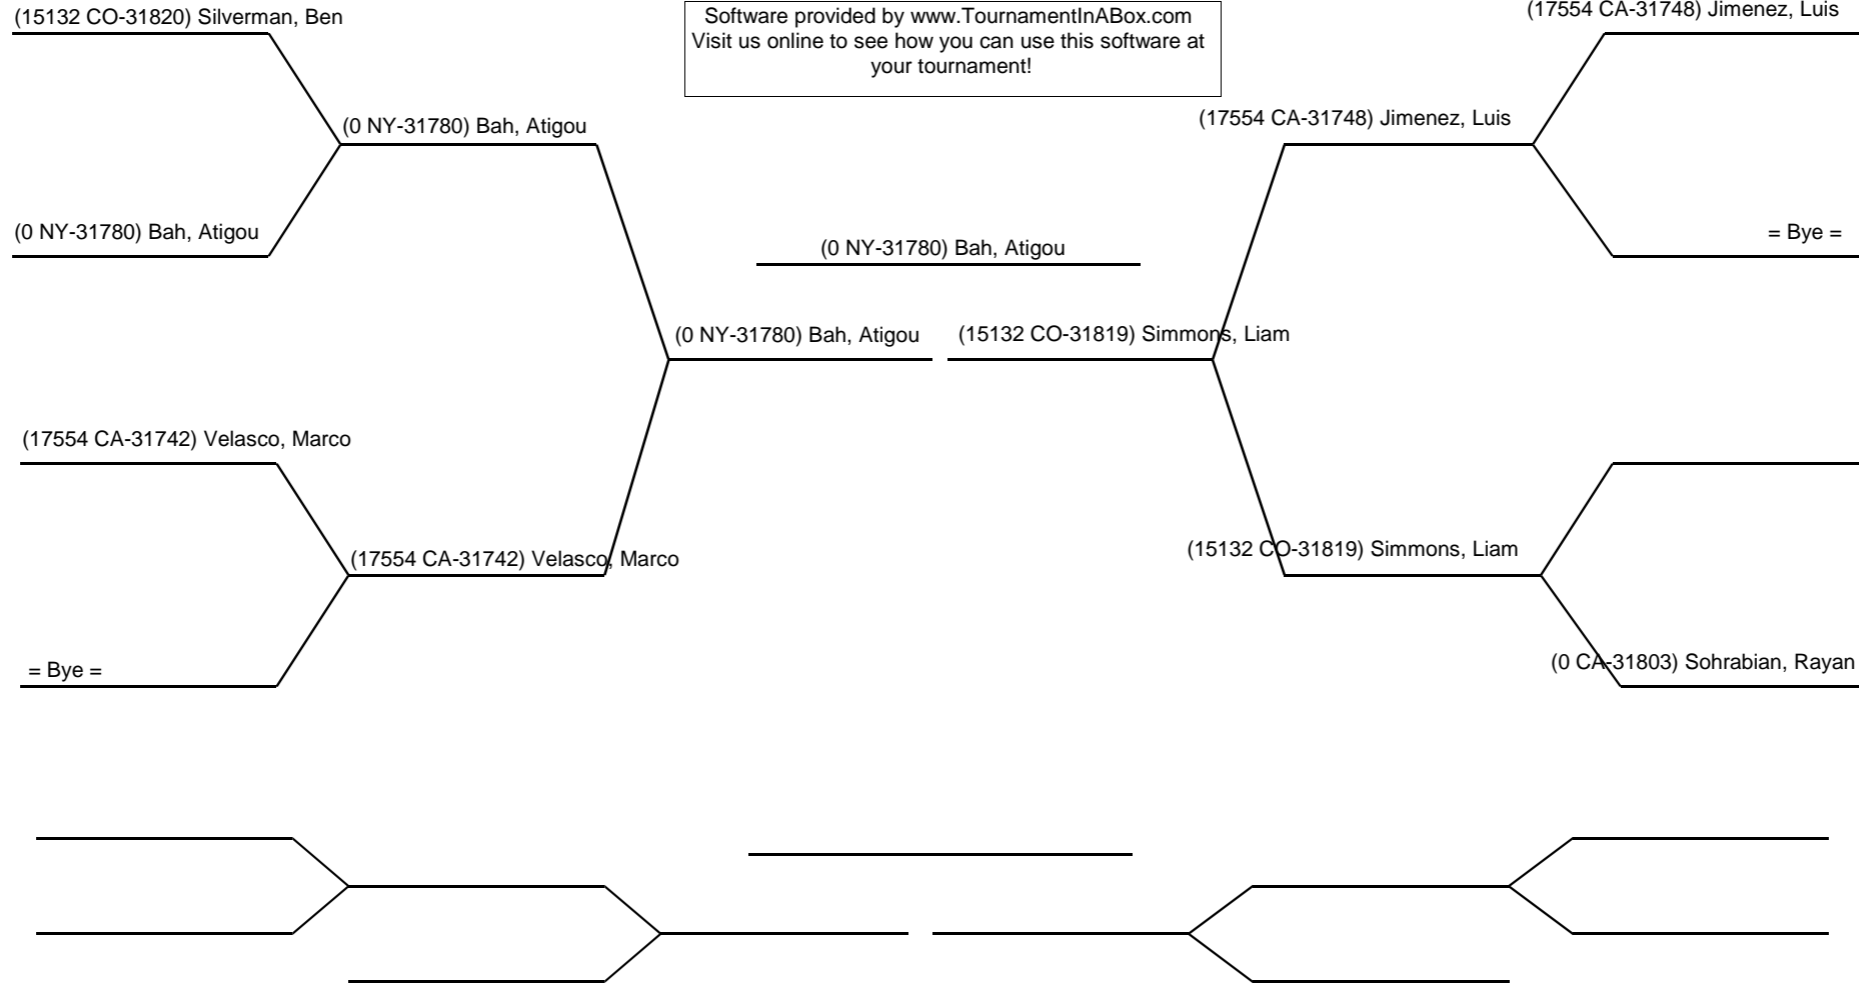 (15132 CO-31820) Silverman, Ben
Software provided by www.TournamentInABox.com
Visit us online to see how you can use this software at
your tournament!
(17554 CA-31748) Jimenez, Luis
(0 NY-31780) Bah, Atigou
(17554 CA-31748) Jimenez, Luis
(0 NY-31780) Bah, Atigou
(0 NY-31780) Bah, Atigou
= Bye =
(0 NY-31780) Bah, Atigou
(15132 CO-31819) Simmons, Liam
(17554 CA-31742) Velasco, Marco
(17554 CA-31742) Velasco, Marco
(15132 CO-31819) Simmons, Liam
= Bye =
(0 CA-31803) Sohrabian, Rayan